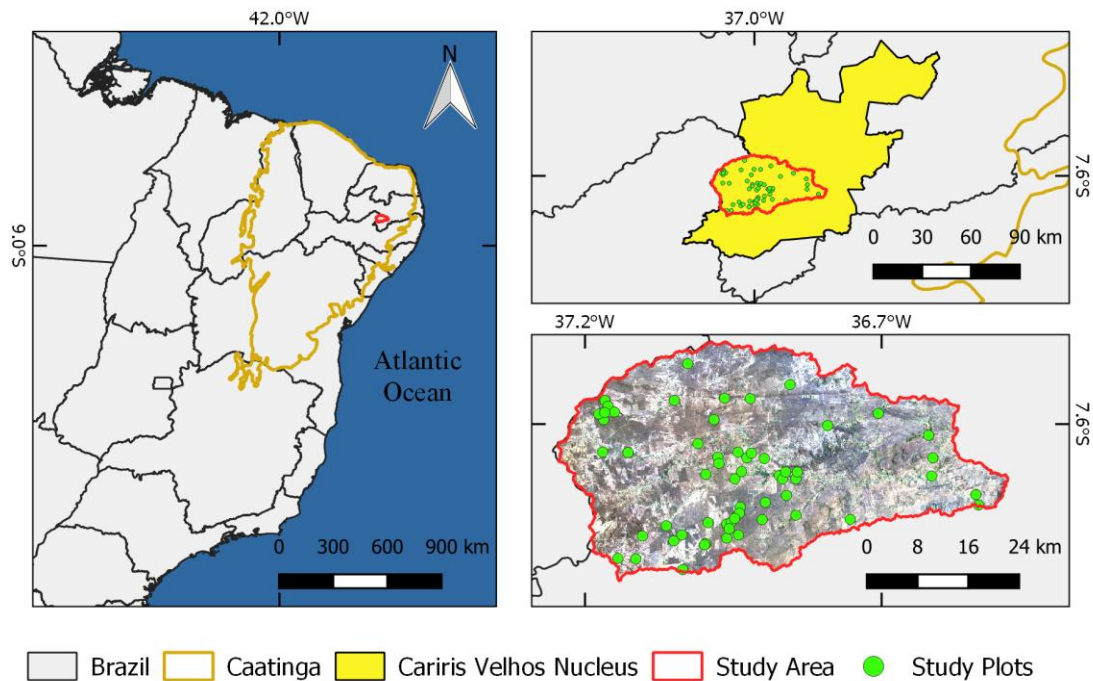 42.0°W
N
9.0°S
Atlantic
Ocean
0 300 600 900 km
37.0°W
7.6°S
0 30 60 90 km
37.2°W 36.7°W
7.6°S
0 8 16 24 km
Brazil Caatinga Cariris Velhos Nucleus Study Area Study Plots